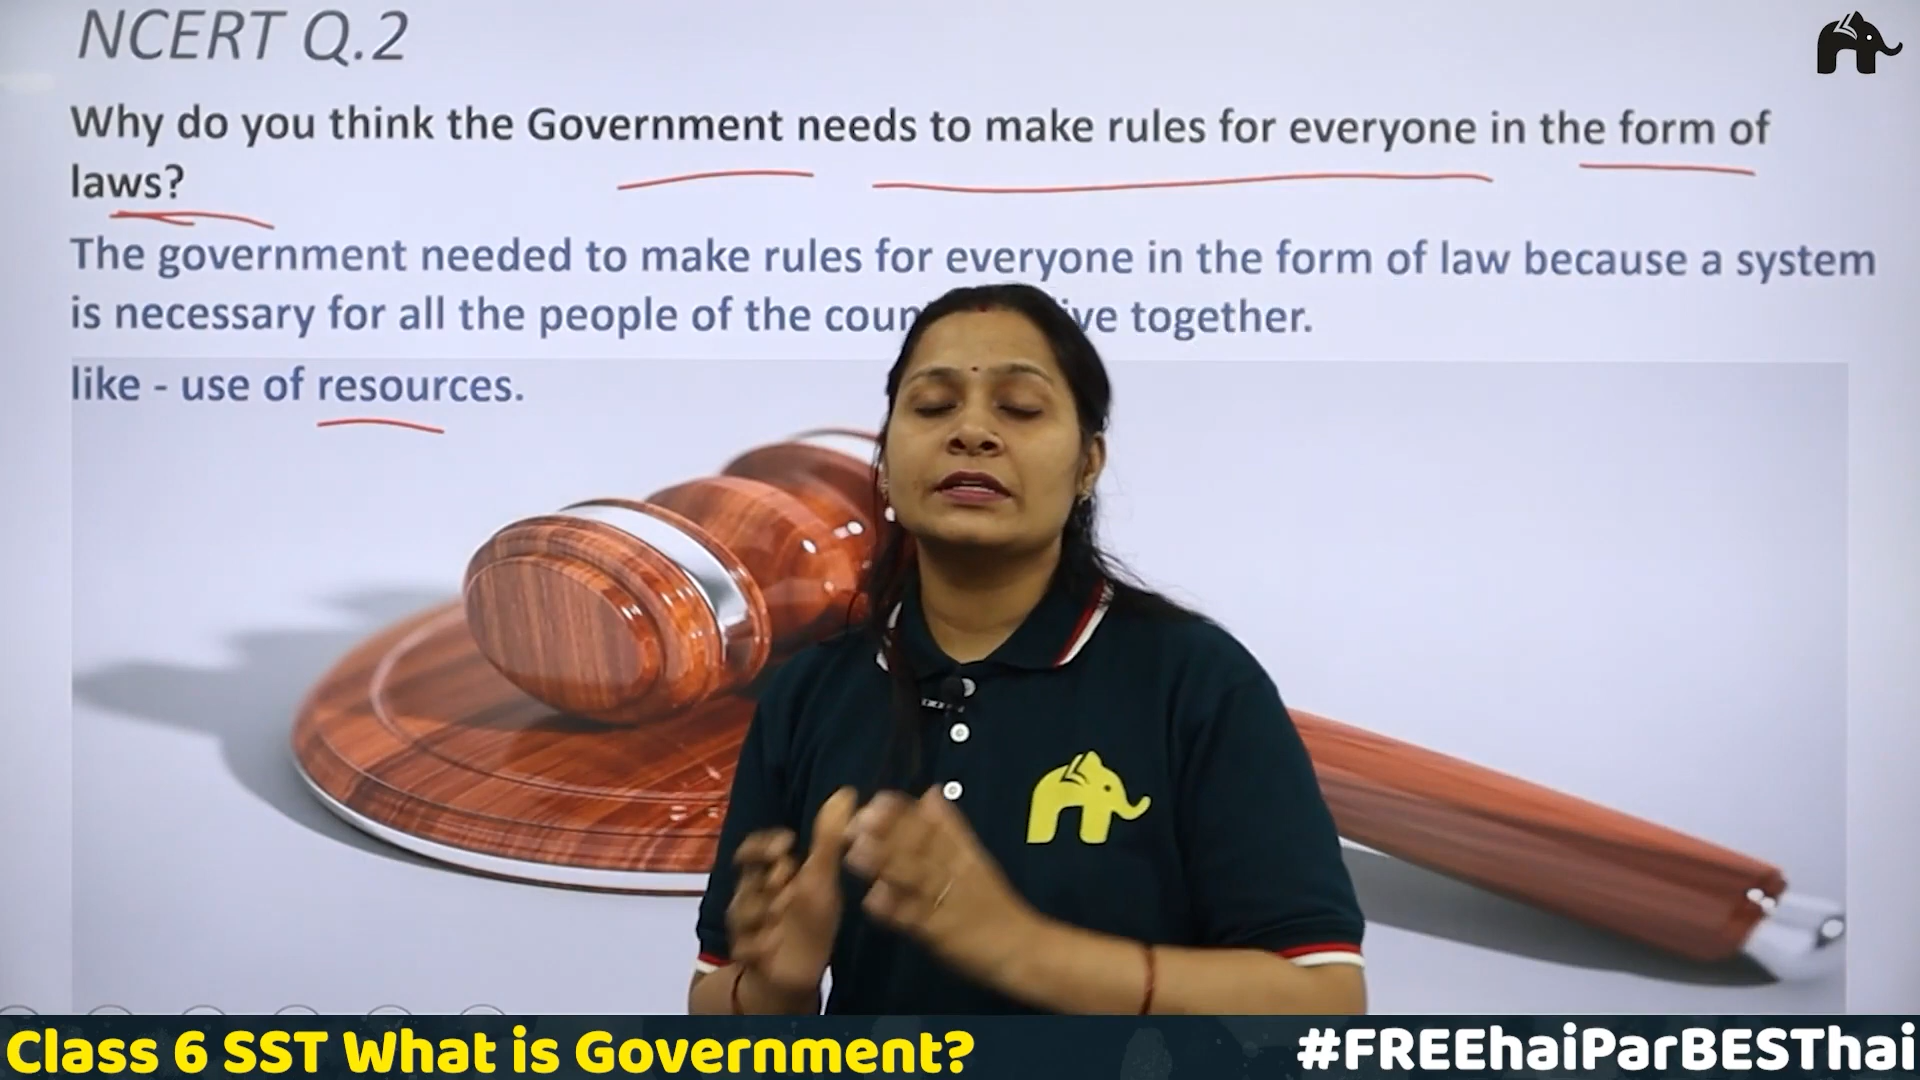 NCERT Q.2
Why do you think the Government needs to make rules for everyone in the form of
laws?
The government needed to make rules for everyone in the form of law because a system
is necessary for all the people of the coun ve together.
like - use of resources.
Class 6 SST What is Government?
#FREEhaiParBESThai